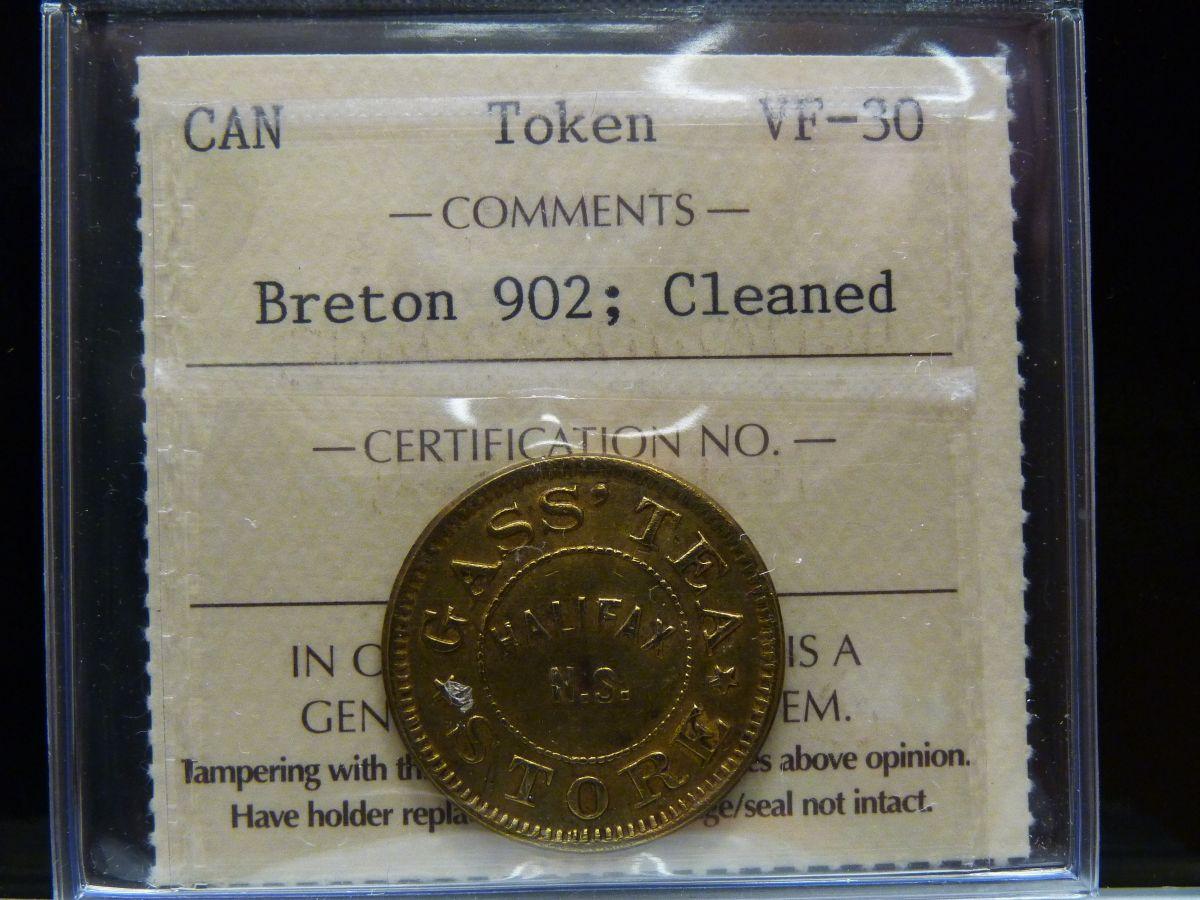 CAN Token VF-30
— COMMENTS —
Breton 902; Cleaned
— CERTIFICATION NO. —
GASS' TEA
HALIFAX
N.S.
STORE
IN IS A
GEN EM.
Tampering with th es above opinion.
Have holder repla ge/seal not intact.